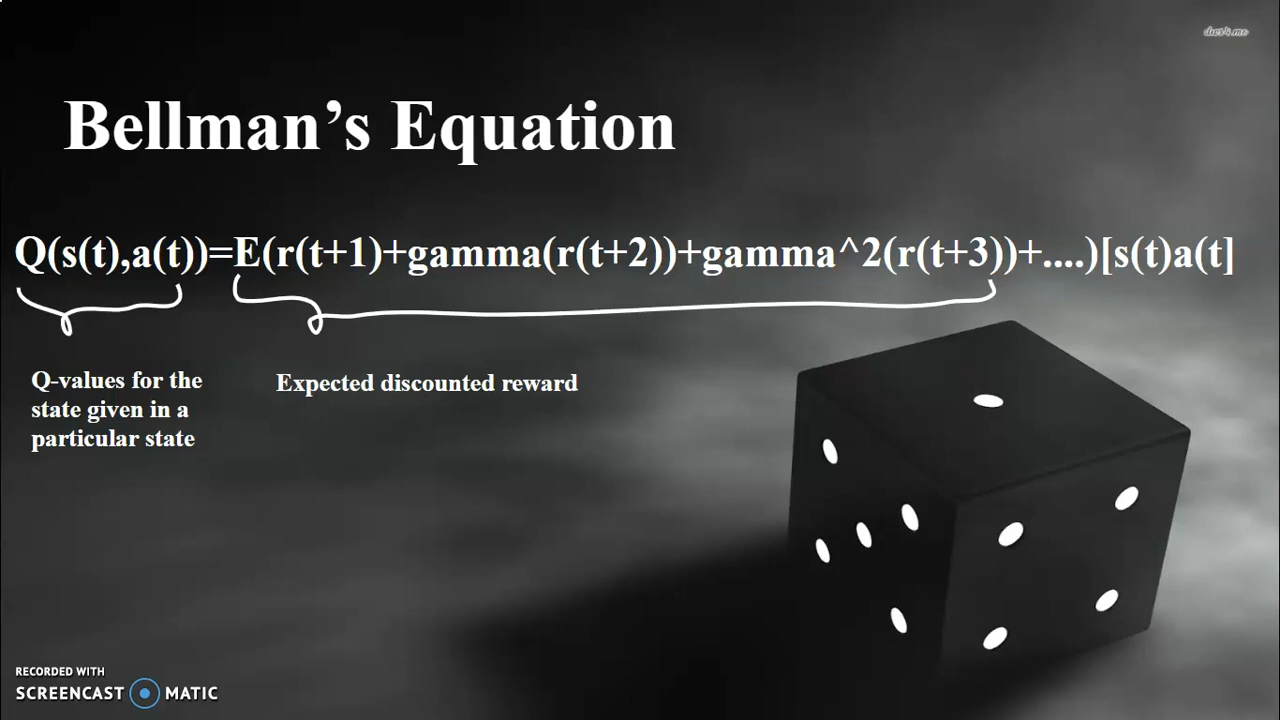 Bellman’s Equation
Q(s(t),a(t))=E(r(t+1)+gamma(r(t+2))+gamma^2(r(t+3))+....)[s(t)a(t]
Q-values for the
state given in a
particular state
Expected discounted reward
RECORDED WITH
SCREENCAST MATIC